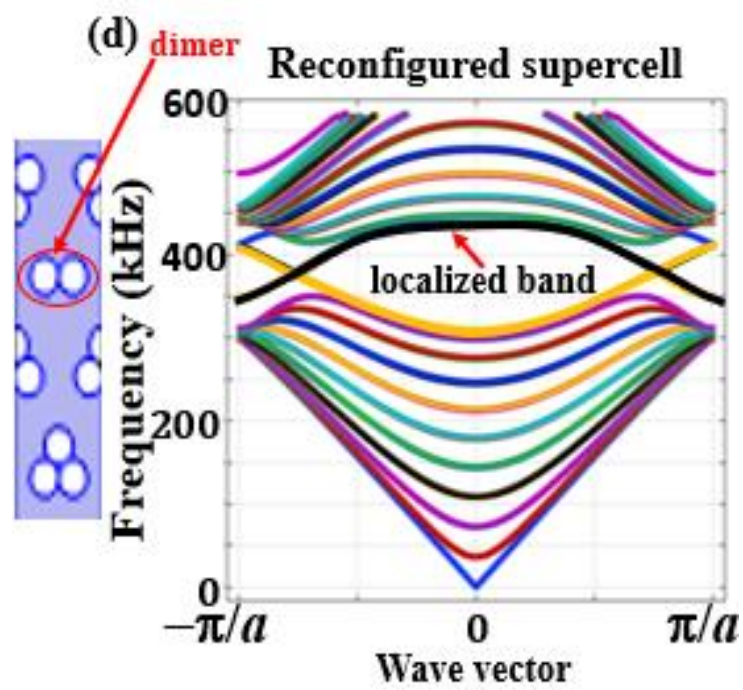 (d) dimer
Reconfigured supercell
600
400
200
0
Frequency (kHz)
localized band
−π/a
0
π/a
Wave vector